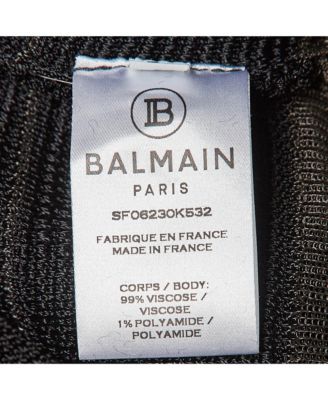 B
BALMAIN
PARIS
SF06230K532
FABRIQUE EN FRANCE
MADE IN FRANCE
CORPS / BODY:
99% VISCOSE /
VISCOSE
1% POLYAMIDE /
POLYAMIDE